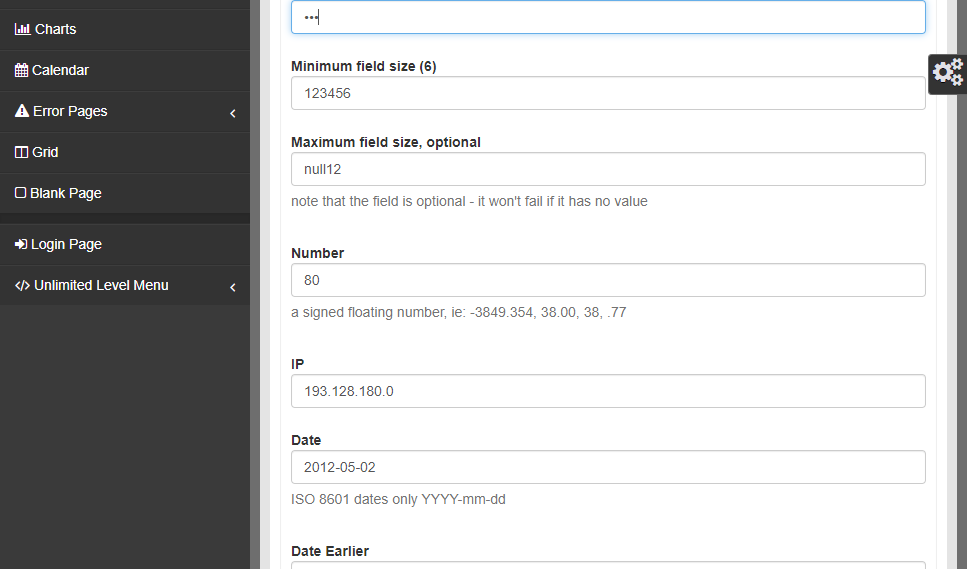 Charts
Calendar
Error Pages
Grid
Blank Page
Login Page
Unlimited Level Menu
•••
Minimum field size (6)
123456
Maximum field size, optional
null12
note that the field is optional - it won't fail if it has no value
Number
80
a signed floating number, ie: -3849.354, 38.00, 38, .77
IP
193.128.180.0
Date
2012-05-02
ISO 8601 dates only YYYY-mm-dd
Date Earlier